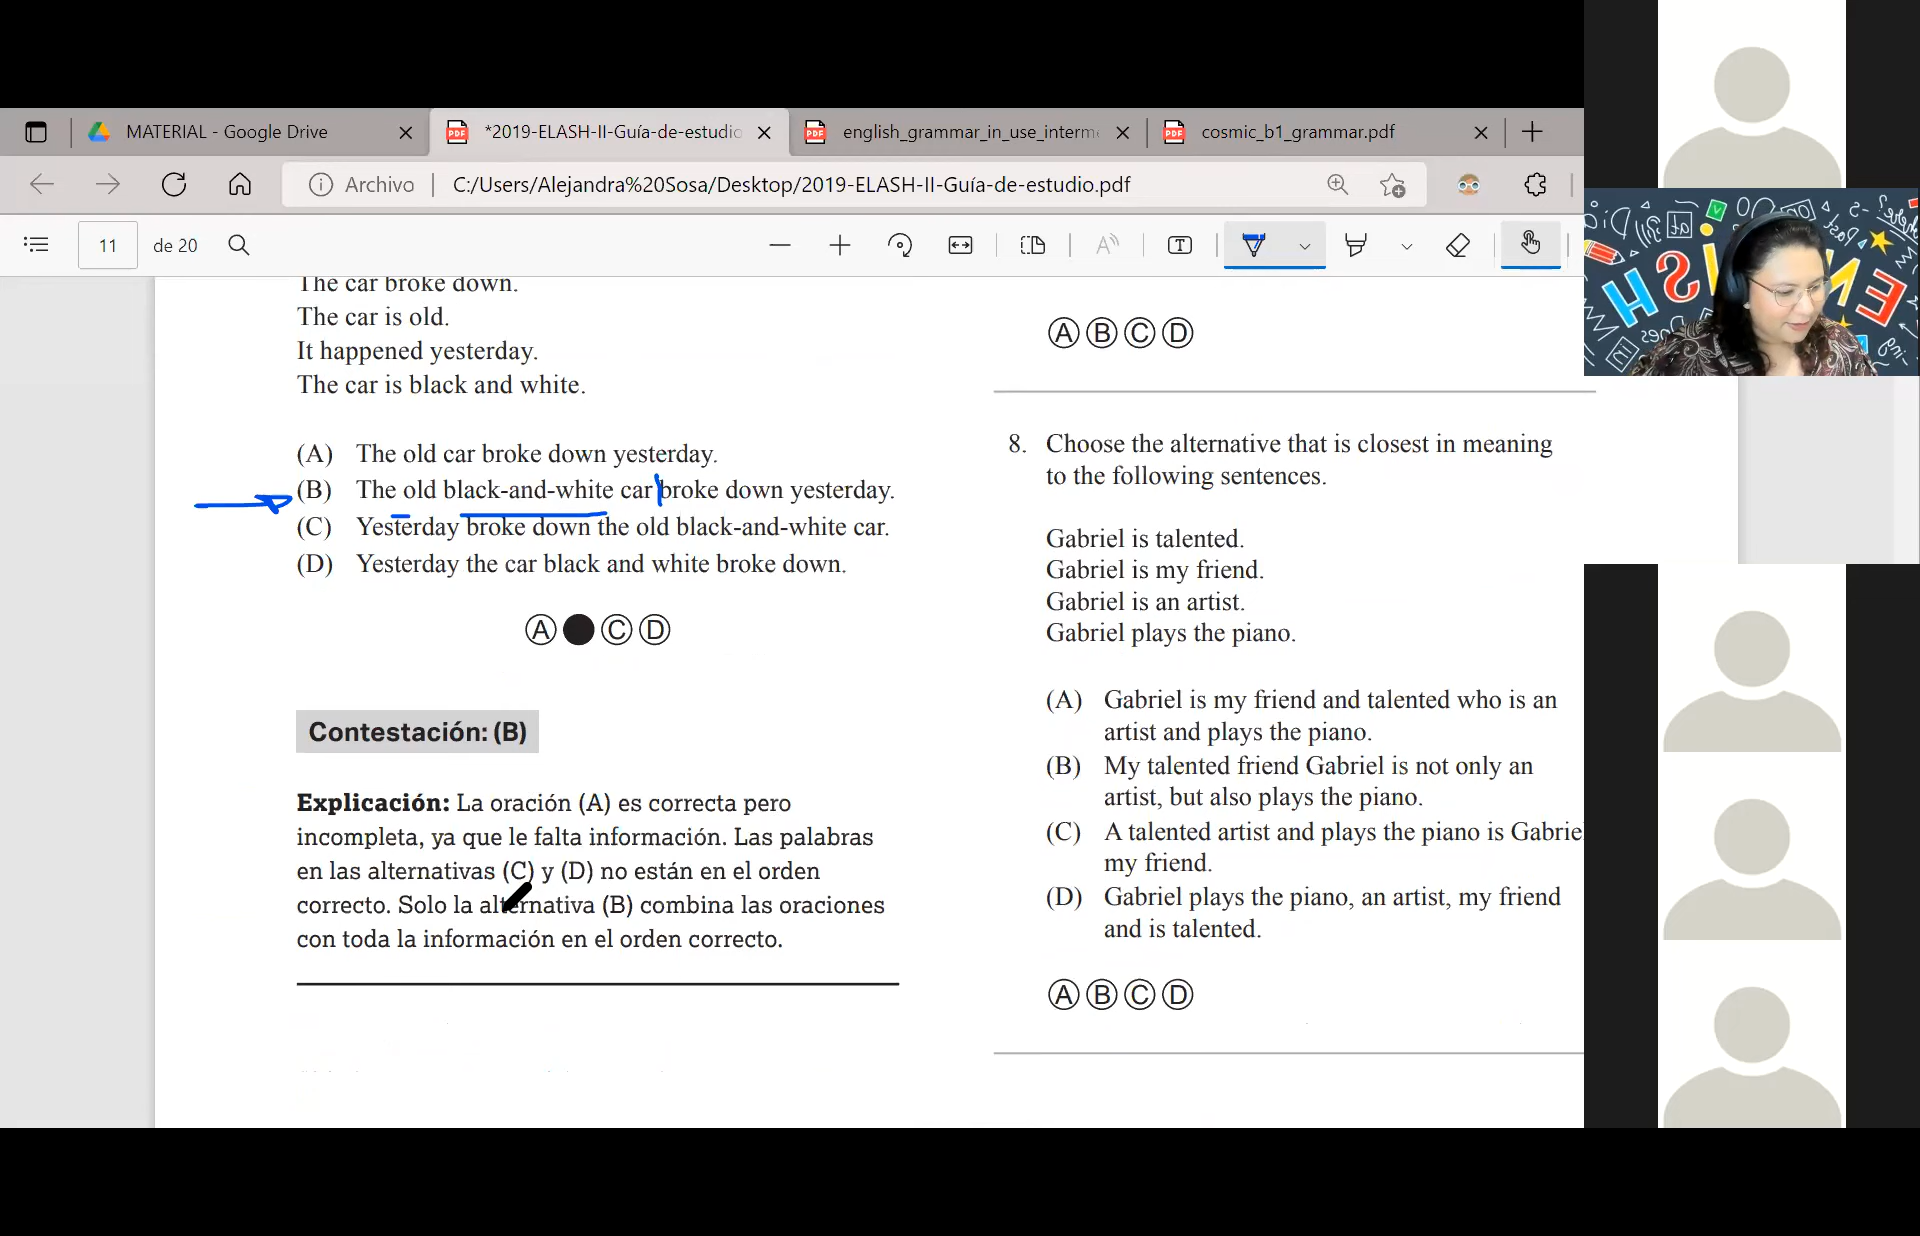 MATERIAL - Google Drive
*2019-ELASH-II-Guía-de-estudio
english_grammar_in_use_interme
cosmic_b1_grammar.pdf
Archivo
C:/Users/Alejandra%20Sosa/Desktop/2019-ELASH-II-Guía-de-estudio.pdf
11
de 20
The car broke down.
The car is old.
It happened yesterday.
The car is black and white.
(A) The old car broke down yesterday.
(B) The old black-and-white car broke down yesterday.
(C) Yesterday broke down the old black-and-white car.
(D) Yesterday the car black and white broke down.
A C D
Contestación: (B)
Explicación: La oración (A) es correcta pero
incompleta, ya que le falta información. Las palabras
en las alternativas (C) y (D) no están en el orden
correcto. Solo la alternativa (B) combina las oraciones
con toda la información en el orden correcto.
A B C D
8. Choose the alternative that is closest in meaning
to the following sentences.
Gabriel is talented.
Gabriel is my friend.
Gabriel is an artist.
Gabriel plays the piano.
(A) Gabriel is my friend and talented who is an
artist and plays the piano.
(B) My talented friend Gabriel is not only an
artist, but also plays the piano.
(C) A talented artist and plays the piano is Gabriel
my friend.
(D) Gabriel plays the piano, an artist, my friend
and is talented.
A B C D